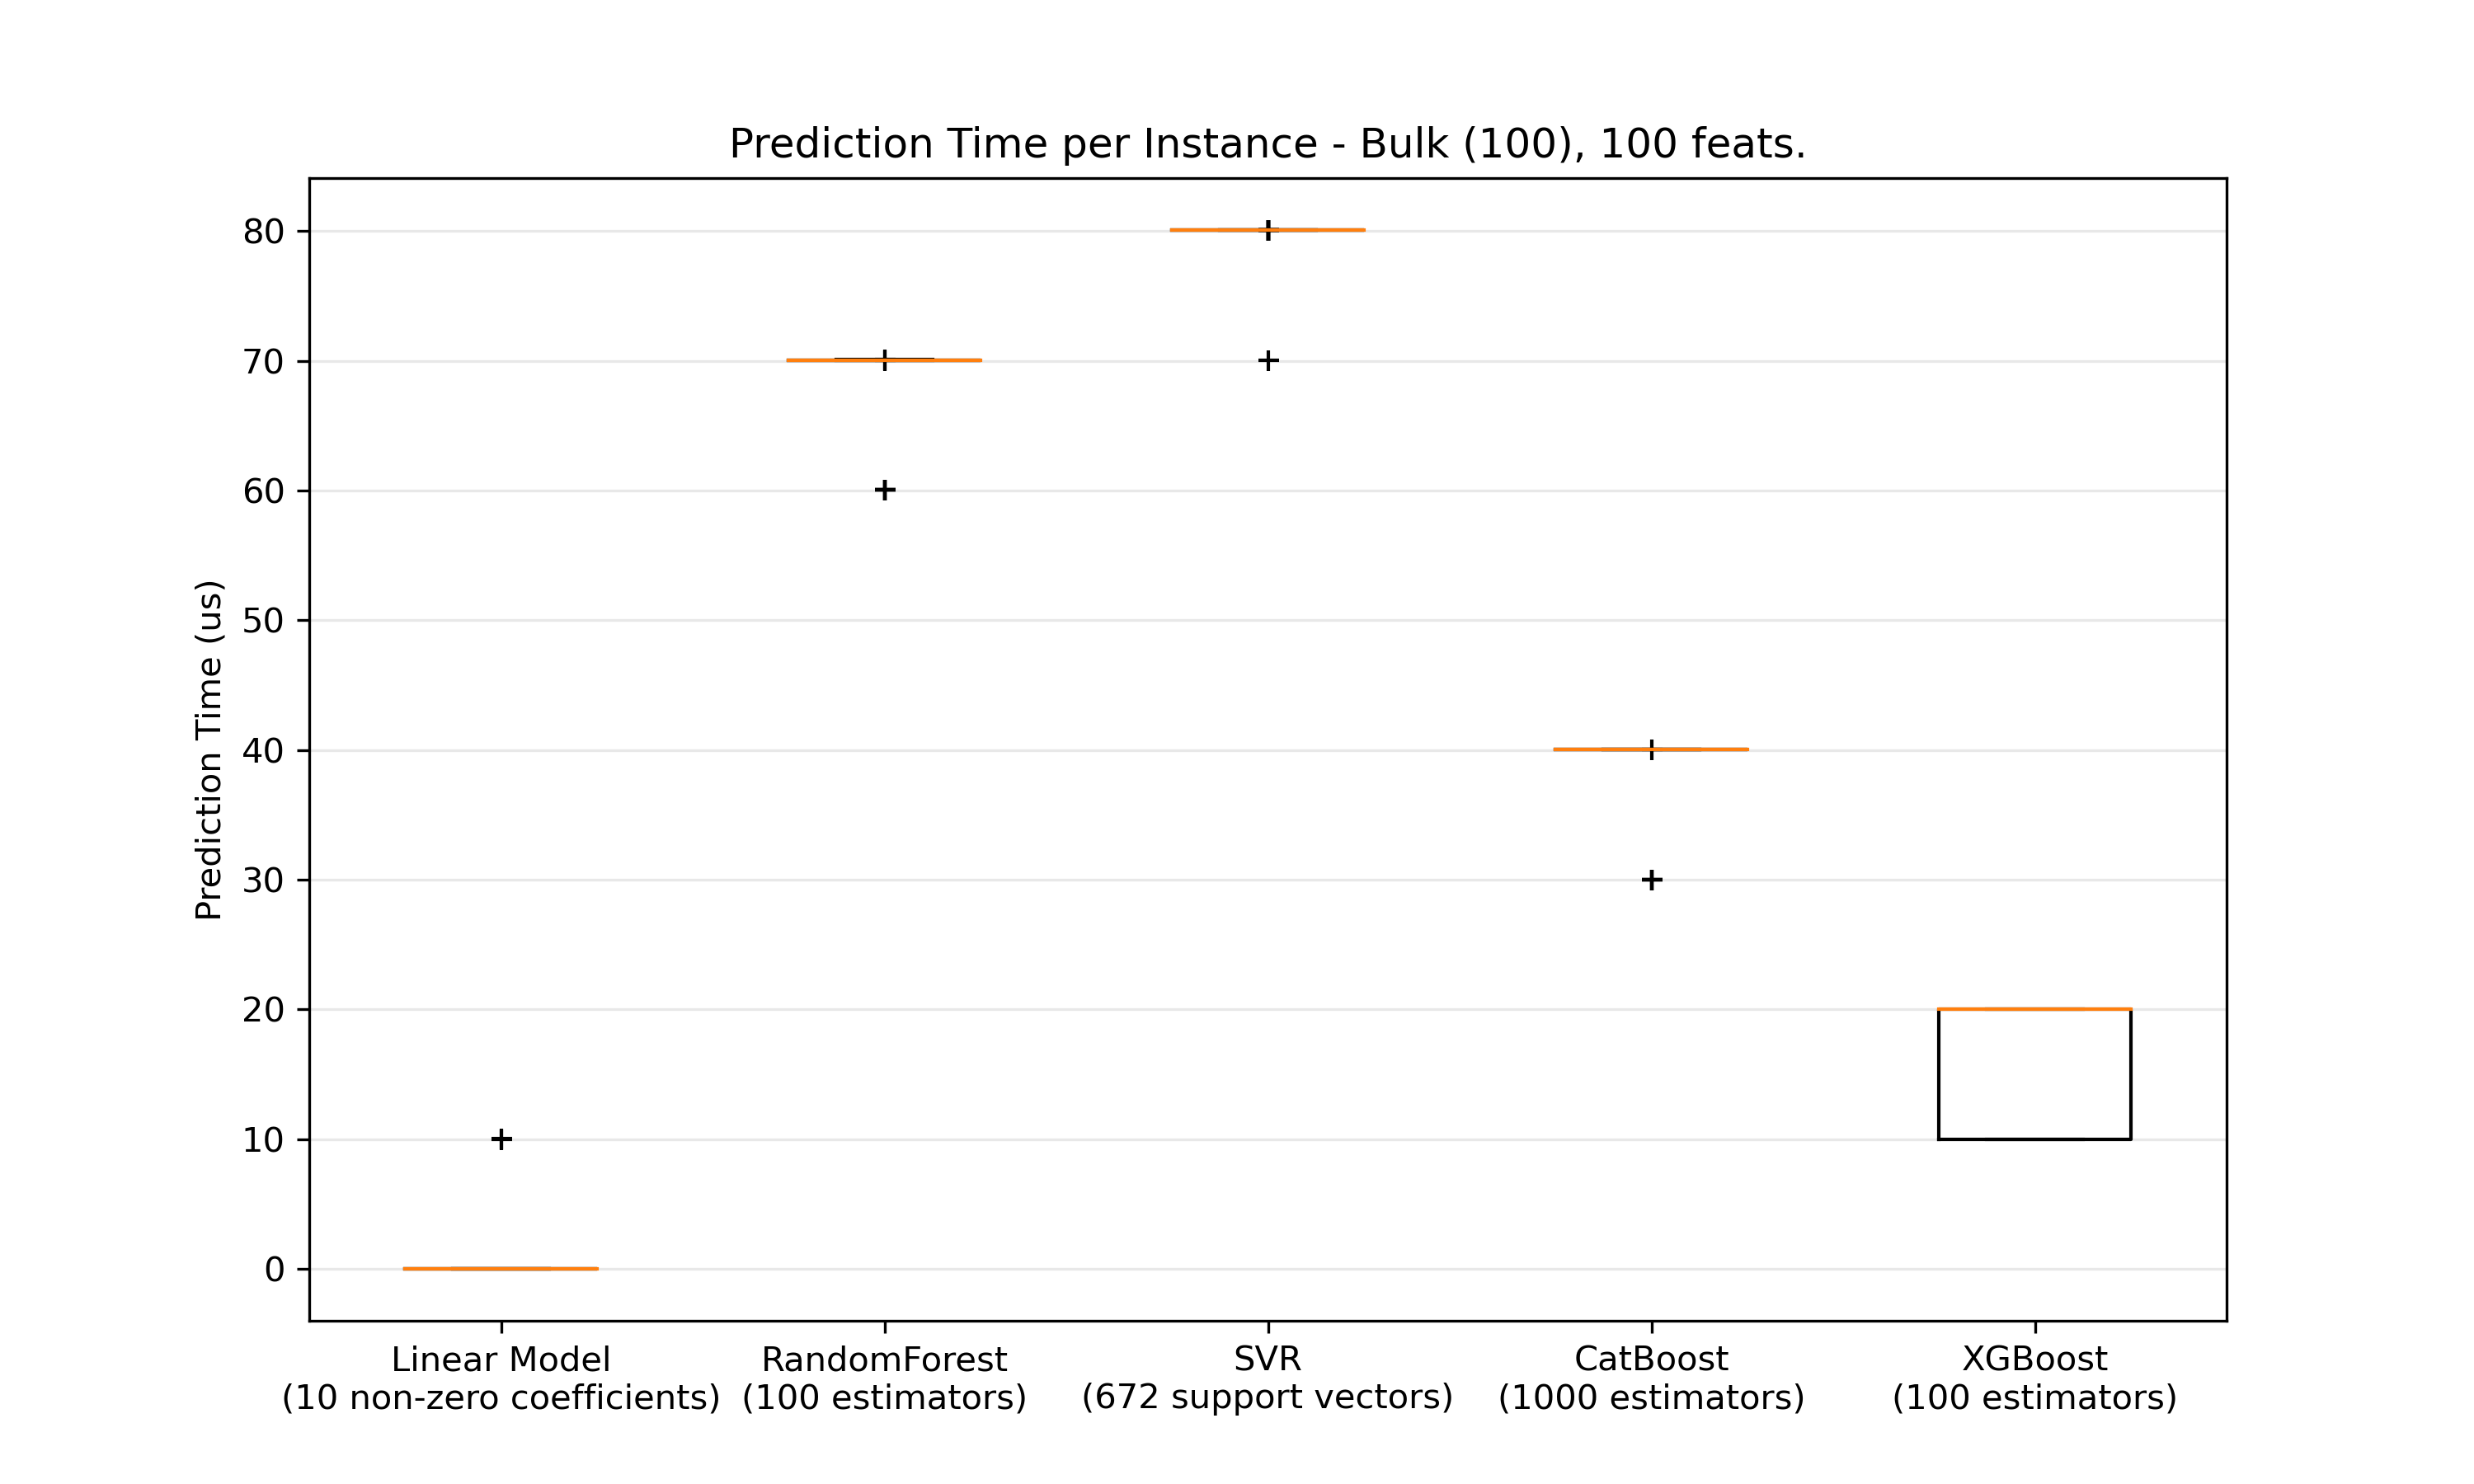 Prediction Time per Instance - Bulk (100), 100 feats.
Prediction Time (us)
80
70
60
50
40
30
20
10
0
Linear Model
(10 non-zero coefficients)
RandomForest
(100 estimators)
SVR
(672 support vectors)
CatBoost
(1000 estimators)
XGBoost
(100 estimators)